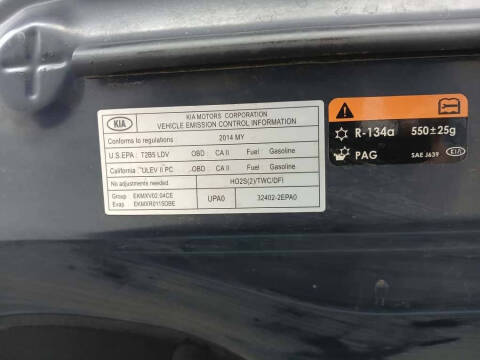 KIA
KIA MOTORS CORPORATION
VEHICLE EMISSION CONTROL INFORMATION
Conforms to regulations 2014 MY
U.S.EPA : T2B5 LDV OBD CA II Fuel Gasoline
California : ULEV II PC OBD CA II Fuel Gasoline
No adjustments needed HO2S(2)/TWC/DFI
Group EKMXV02.04CE
Evap EKMXR0115DBE
UPA0 32402-2EPA0
R-134a 550±25g
PAG SAE J639 KIA